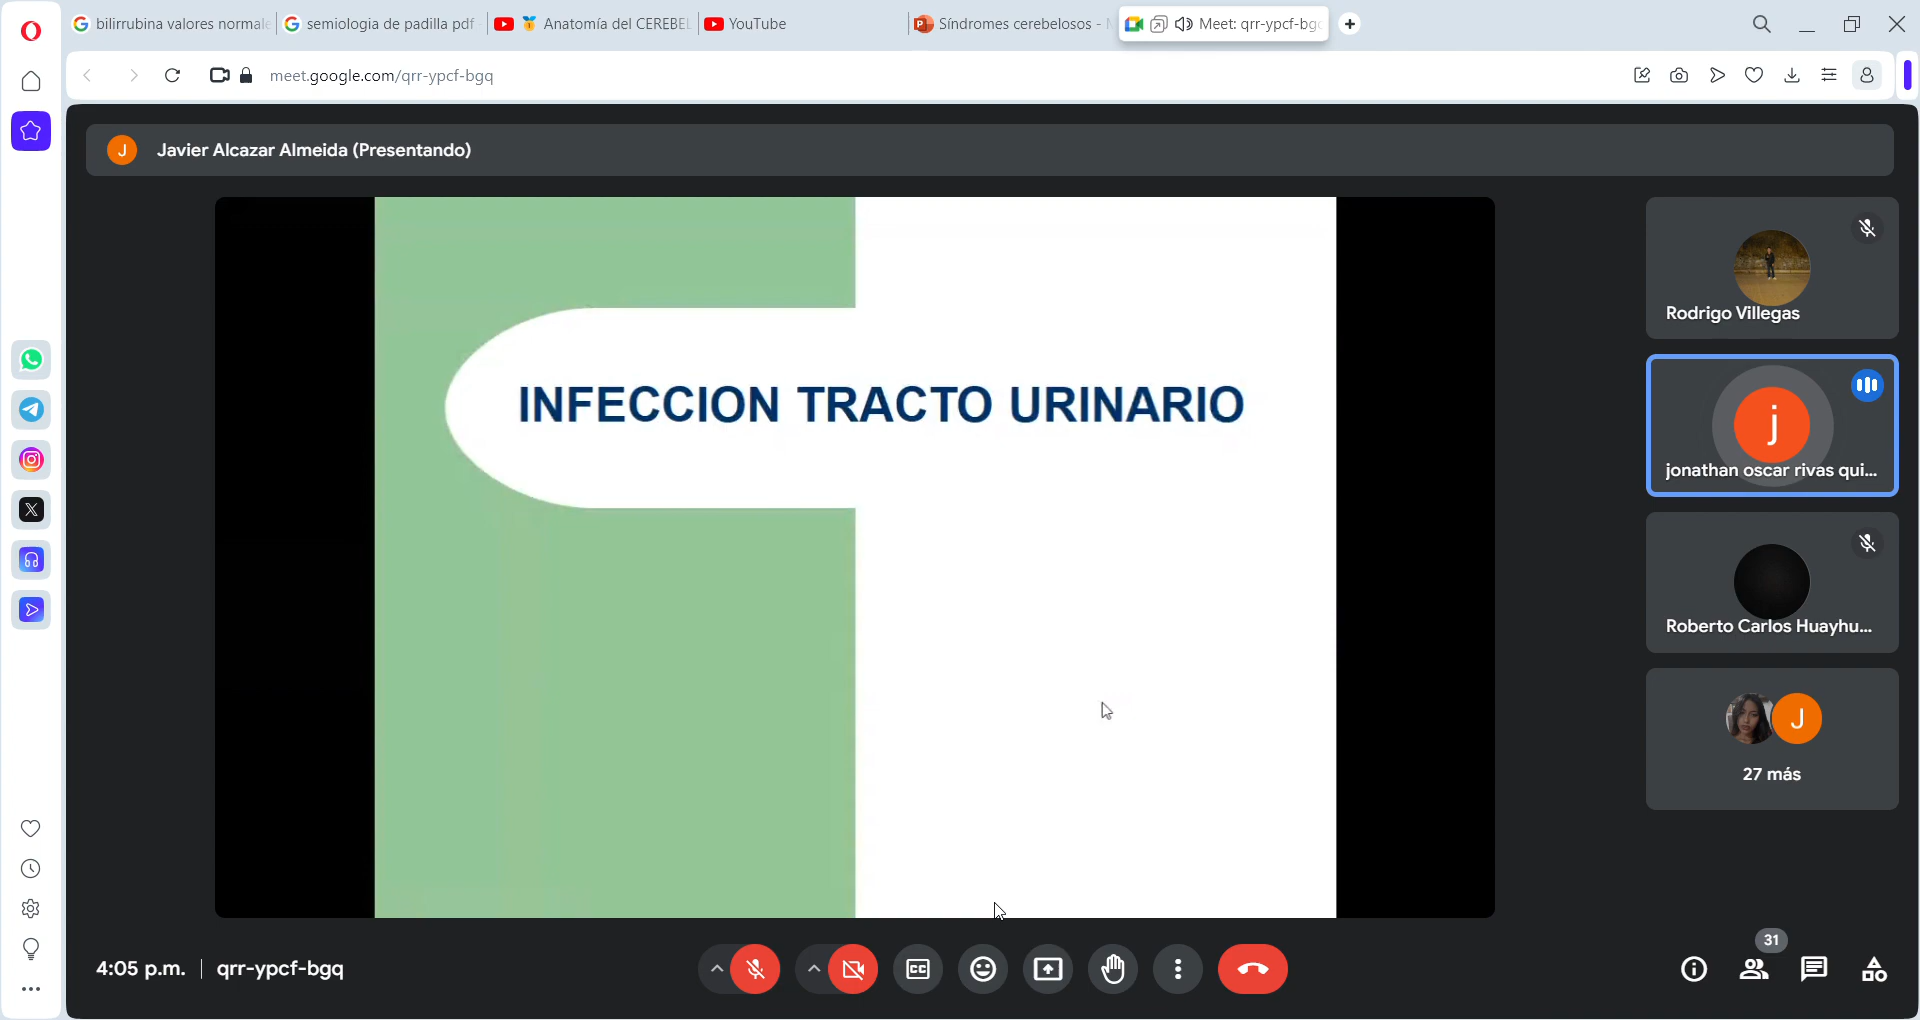 bilirrubina valores normale
semiologia de padilla pdf
Anatomía del CEREBEL
YouTube
Síndromes cerebelosos - M
Meet: qrr-ypcf-bgq
meet.google.com/qrr-ypcf-bgq
J
Javier Alcazar Almeida (Presentando)
INFECCION TRACTO URINARIO
Rodrigo Villegas
j
jonathan oscar rivas qui...
Roberto Carlos Huayhu...
J
27 más
4:05 p.m.
qrr-ypcf-bgq
31